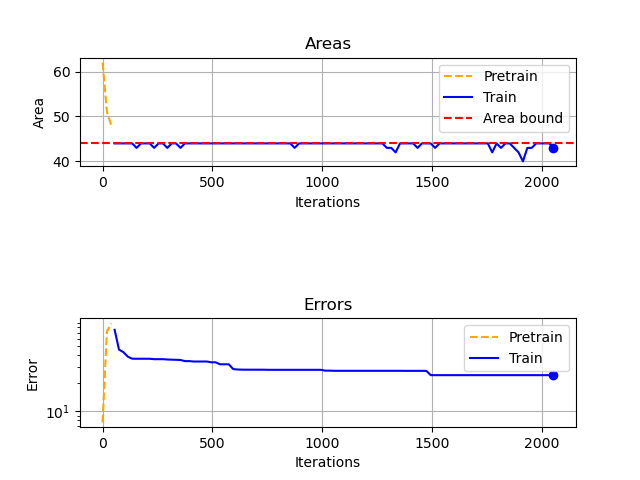 Areas
60
50
40
Area
Pretrain
Train
Area bound
0
500
1000
1500
2000
Iterations
Errors
Error
10^1
Pretrain
Train
0
500
1000
1500
2000
Iterations